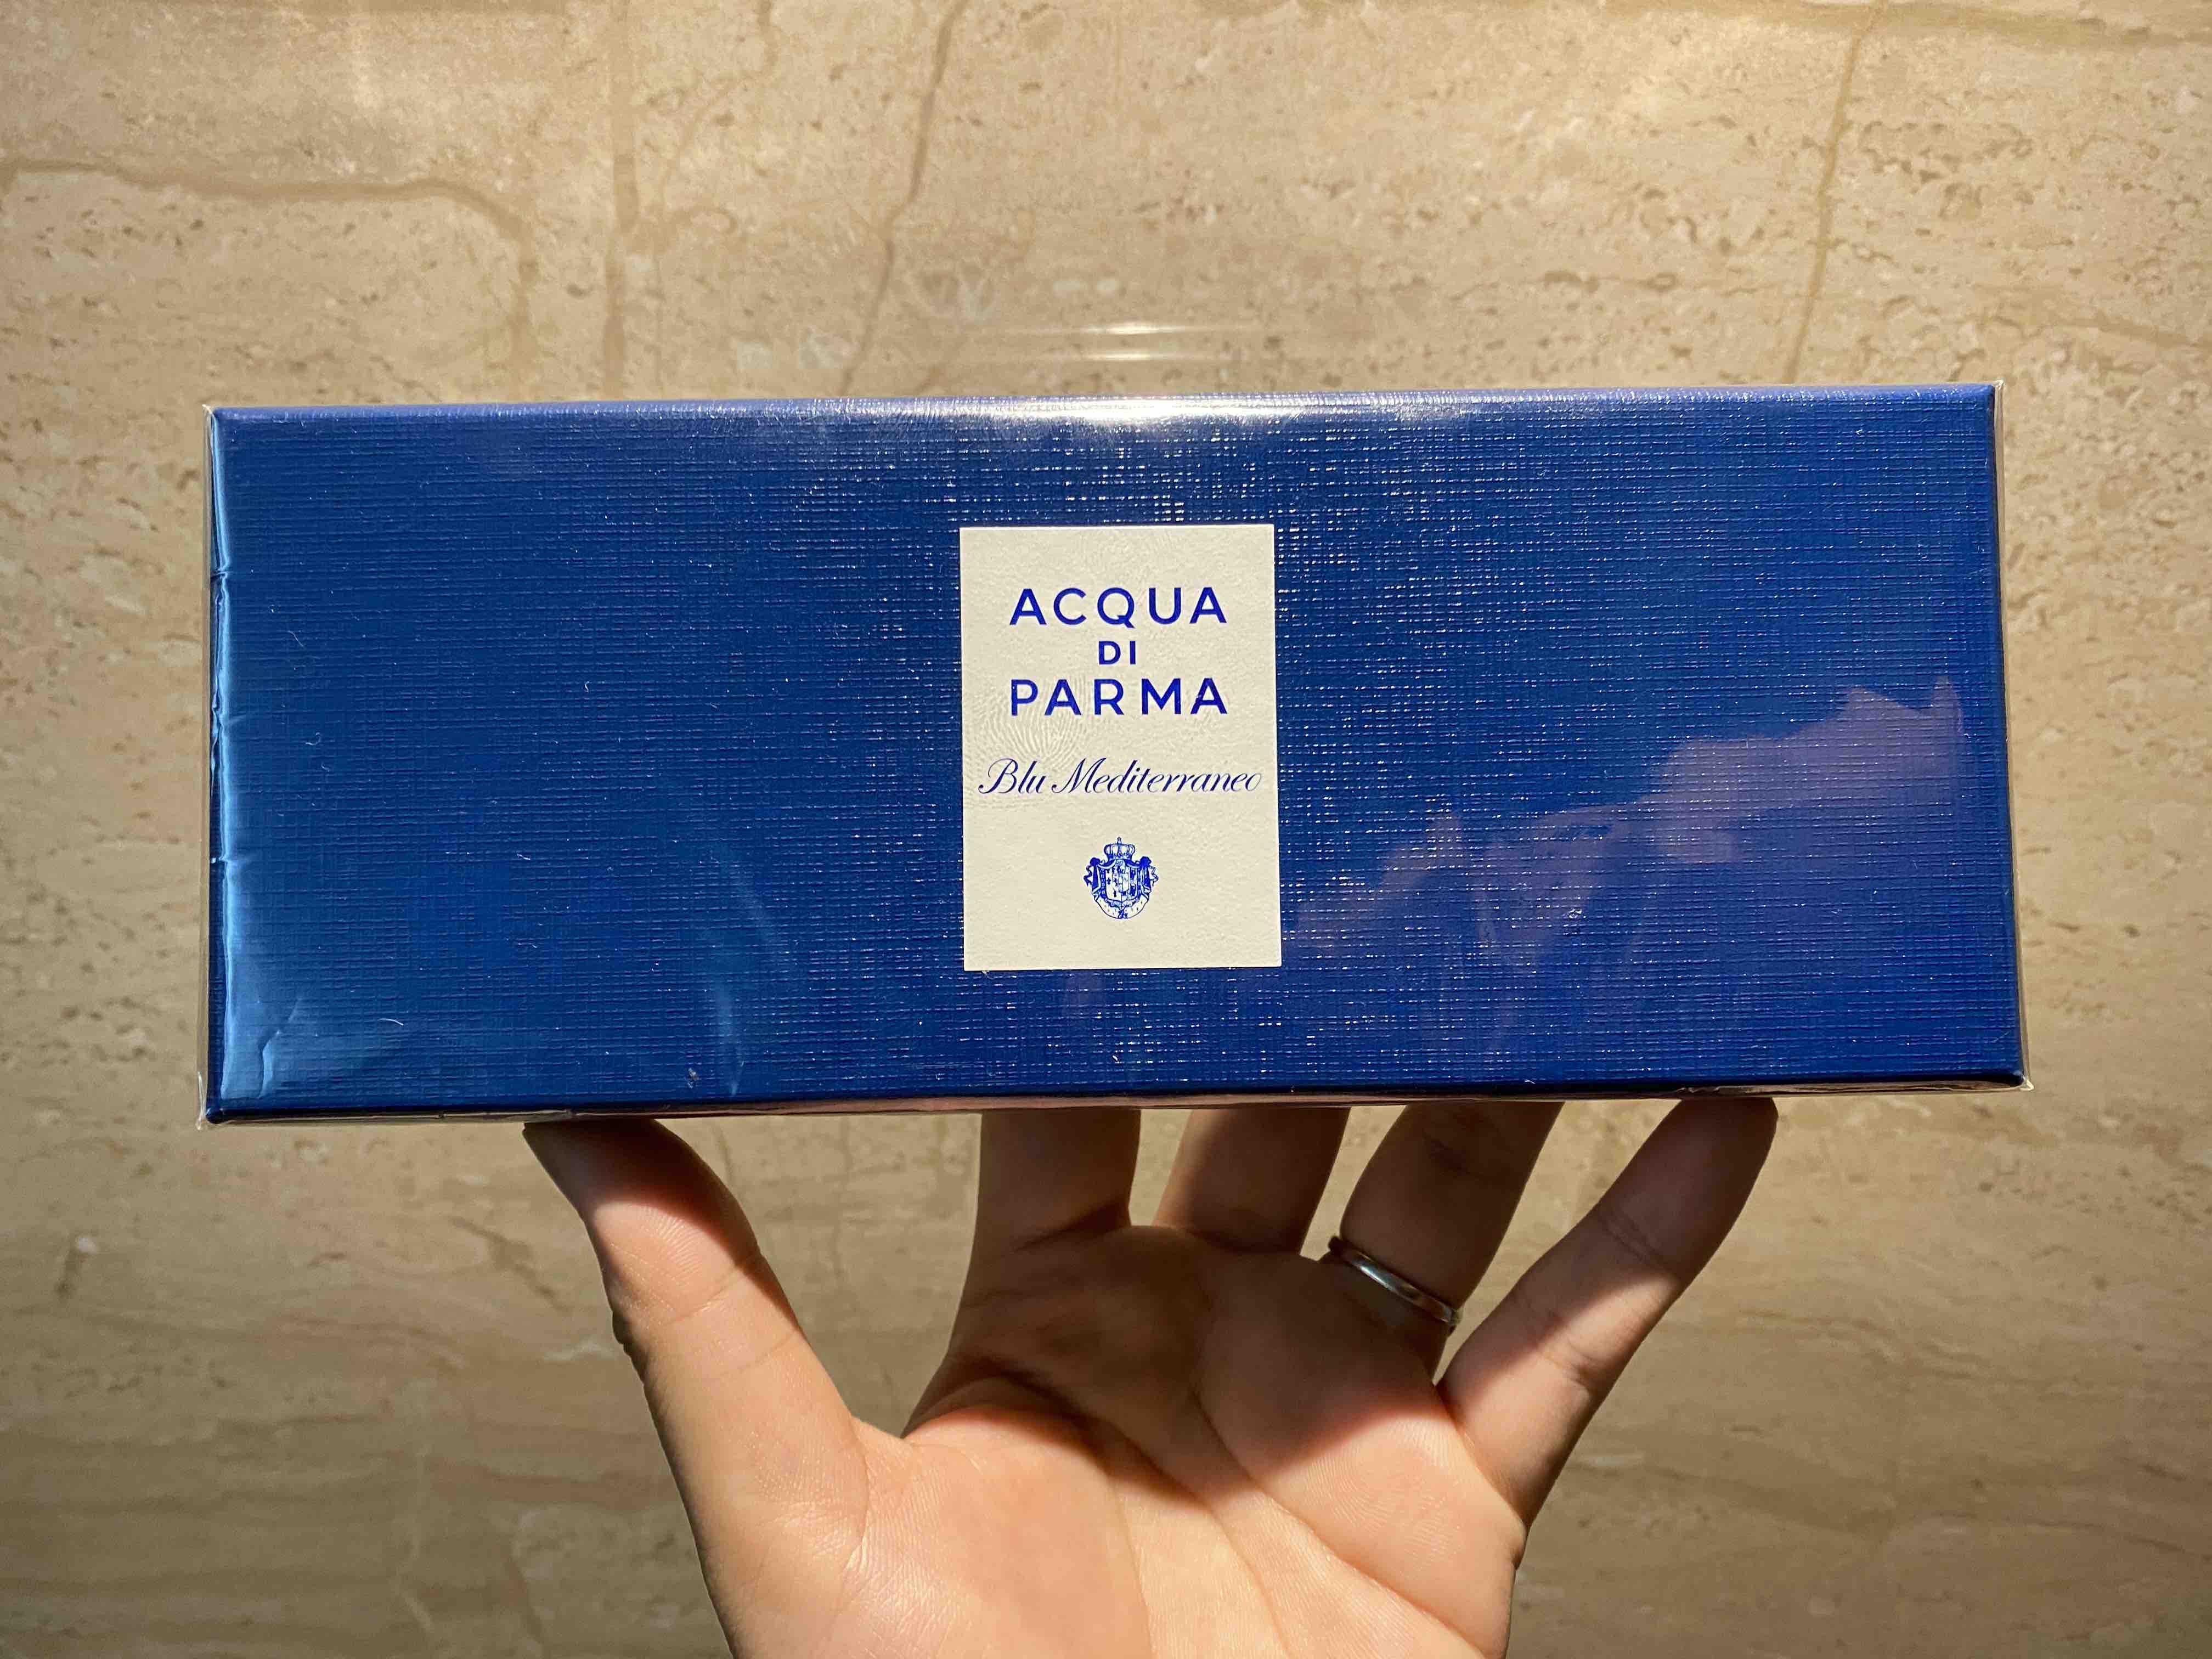 ACQUA
DI
PARMA
Blu Mediterraneo